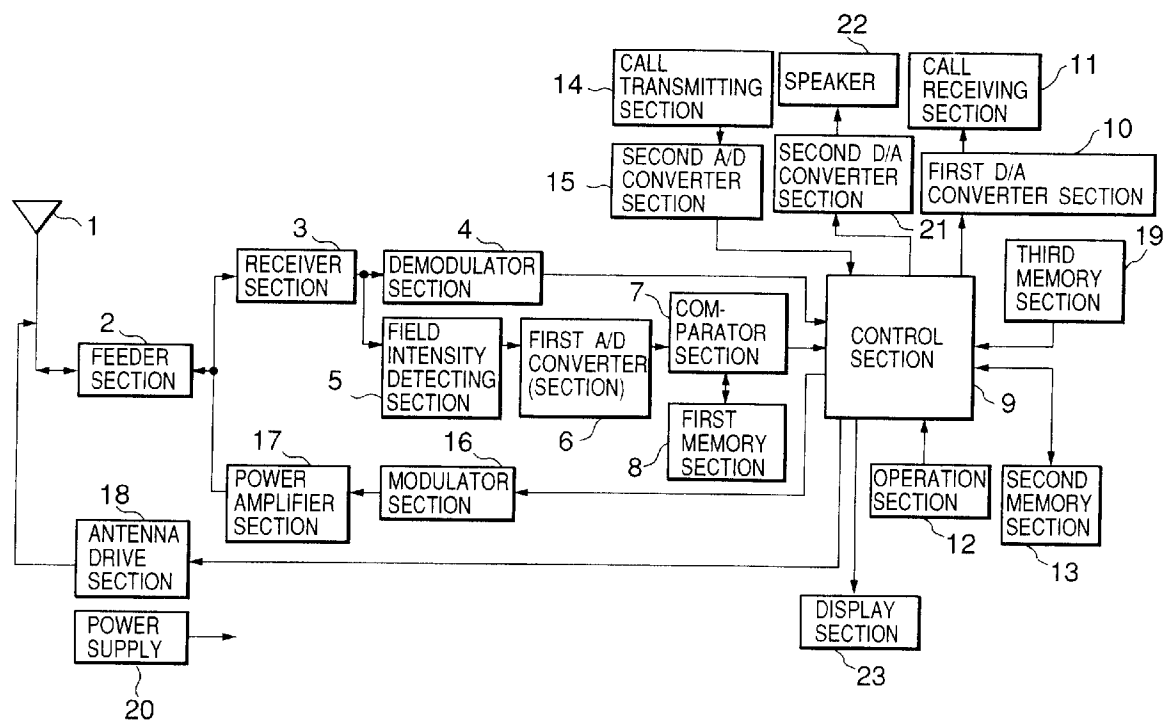 22
14
CALL
TRANSMITTING
SECTION
SPEAKER
CALL
RECEIVING
SECTION
11
10
15
SECOND A/D
CONVERTER
SECTION
SECOND D/A
CONVERTER
SECTION
21
FIRST D/A
CONVERTER SECTION
19
1
3
RECEIVER
SECTION
4
DEMODULATOR
SECTION
THIRD
MEMORY
SECTION
2
FEEDER
SECTION
5
FIELD
INTENSITY
DETECTING
SECTION
FIRST A/D
CONVERTER
(SECTION)
6
7
COM-
PARATOR
SECTION
CONTROL
SECTION
9
8
FIRST
MEMORY
SECTION
17
POWER
AMPLIFIER
SECTION
16
MODULATOR
SECTION
OPERATION
SECTION
12
SECOND
MEMORY
SECTION
13
18
ANTENNA
DRIVE
SECTION
POWER
SUPPLY
20
DISPLAY
SECTION
23